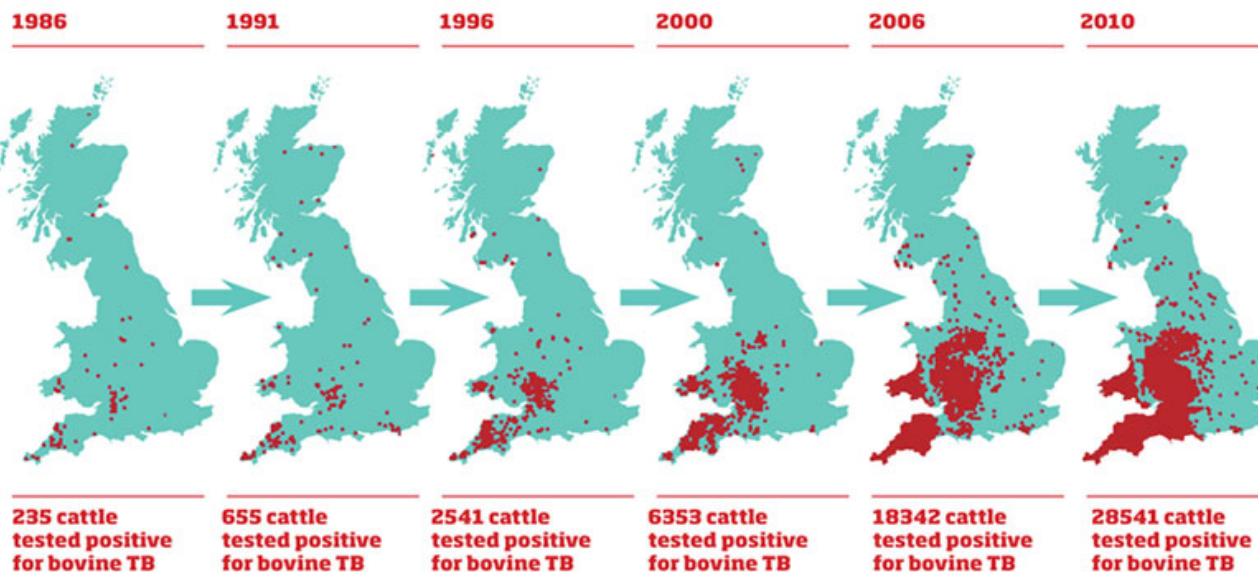 1986
1991
1996
2000
2006
2010
235 cattle
tested positive
for bovine TB
655 cattle
tested positive
for bovine TB
2541 cattle
tested positive
for bovine TB
6353 cattle
tested positive
for bovine TB
18342 cattle
tested positive
for bovine TB
28541 cattle
tested positive
for bovine TB